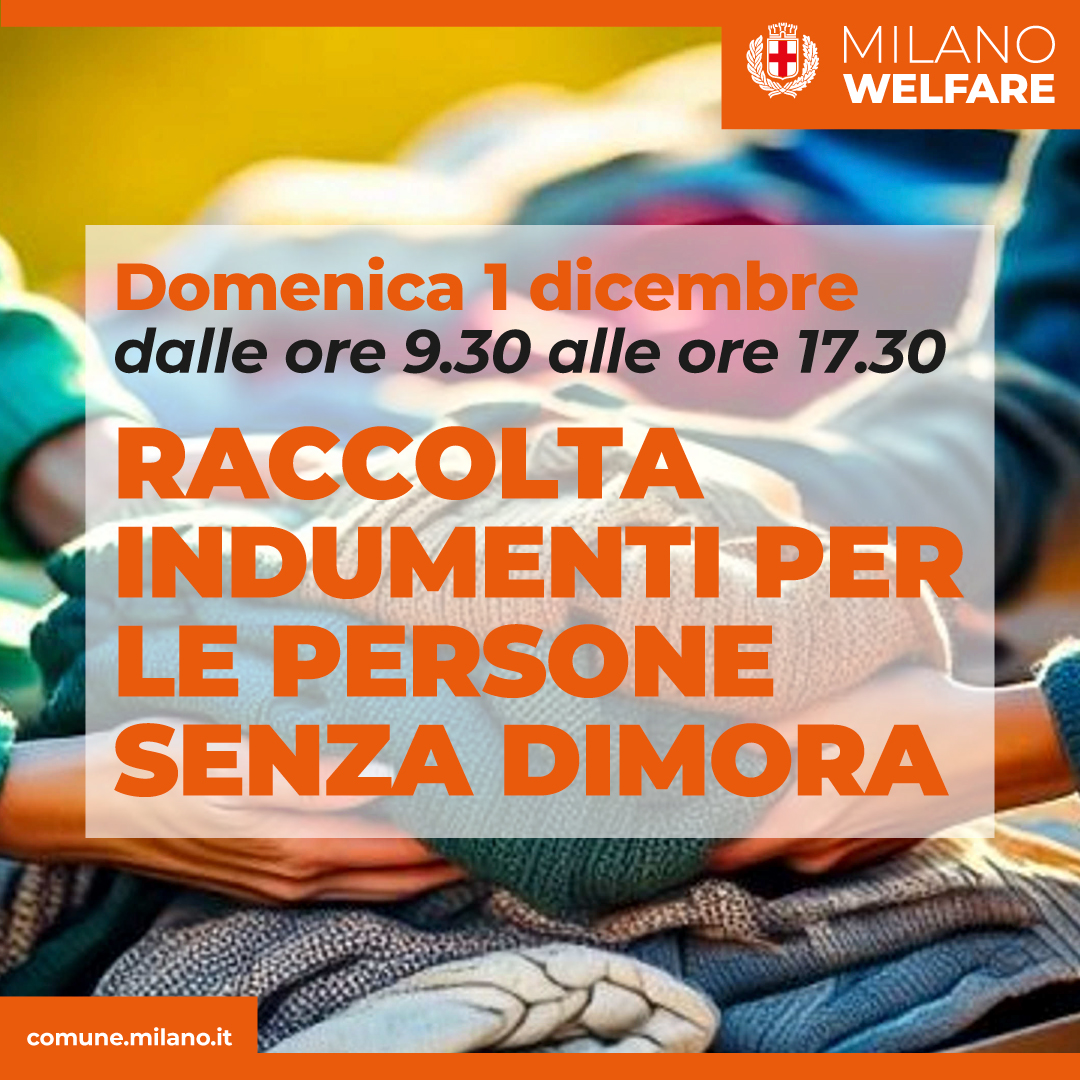 MILANO
WELFARE
Domenica 1 dicembre
dalle ore 9.30 alle ore 17.30
RACCOLTA
INDUMENTI PER
LE PERSONE
SENZA DIMORA
comune.milano.it